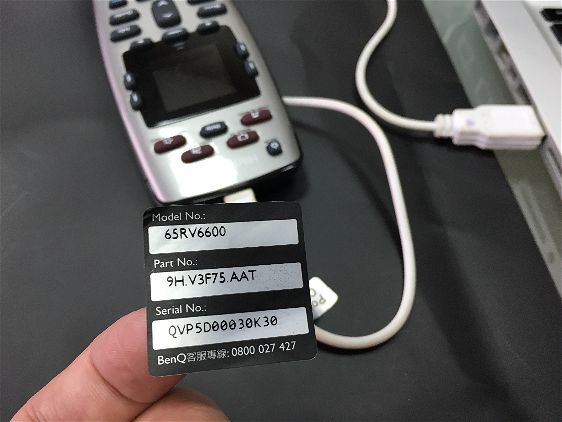 Model No.:
65RV6600
Part No.:
9H.V3F75.AAT
Serial No.:
QVP5D00030K30
BenQ客服專線: 0800 027 427